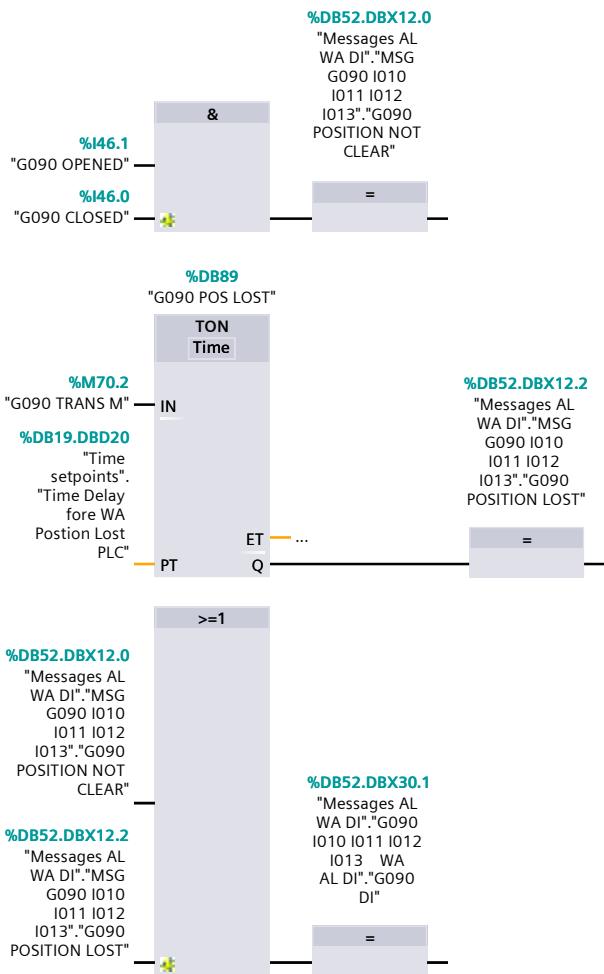 %DB52.DBX12.0
"Messages AL
WA DI"."MSG
G090 I010
I011 I012
I013"."G090
POSITION NOT
CLEAR"
&
%I46.1
"G090 OPENED"
%I46.0
"G090 CLOSED"
=
%DB89
"G090 POS LOST"
TON
Time
%M70.2
"G090 TRANS M"
IN
%DB19.DBD20
"Time
setpoints".
"Time Delay
fore WA
Postion Lost
PLC"
PT
ET
...
Q
%DB52.DBX12.2
"Messages AL
WA DI"."MSG
G090 I010
I011 I012
I013"."G090
POSITION LOST"
=
>=1
%DB52.DBX12.0
"Messages AL
WA DI"."MSG
G090 I010
I011 I012
I013"."G090
POSITION NOT
CLEAR"
%DB52.DBX12.2
"Messages AL
WA DI"."MSG
G090 I010
I011 I012
I013"."G090
POSITION LOST"
%DB52.DBX30.1
"Messages AL
WA DI"."G090
I010 I011 I012
I013 WA
AL DI"."G090
DI"
=